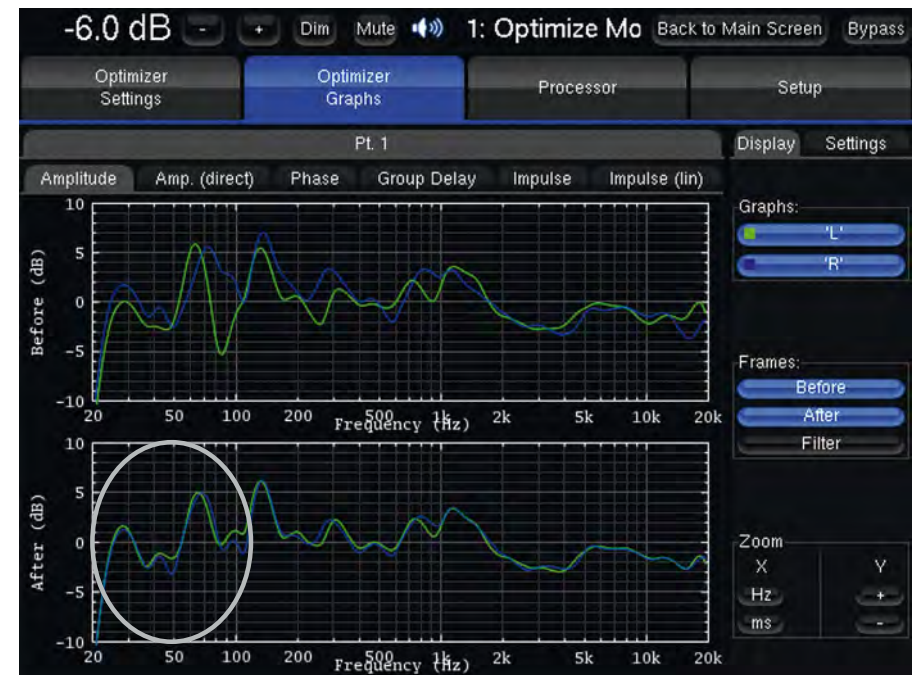 -6.0 dB - + Dim Mute 1: Optimize Mo Back to Main Screen Bypass
Optimizer Settings
Optimizer Graphs
Processor
Setup
Pt. 1
Display Settings
Amplitude Amp. (direct) Phase Group Delay Impulse Impulse (lin)
Before (dB)
10
5
0
-5
-10
20 50 100 200 500 1k 2k 5k 10k 20k
Frequency (Hz)
After (dB)
10
5
0
-5
-10
20 50 100 200 500 1k 2k 5k 10k 20k
Frequency (Hz)
Graphs:
'L'
'R'
Frames:
Before
After
Filter
Zoom
X Y
Hz +
ms -